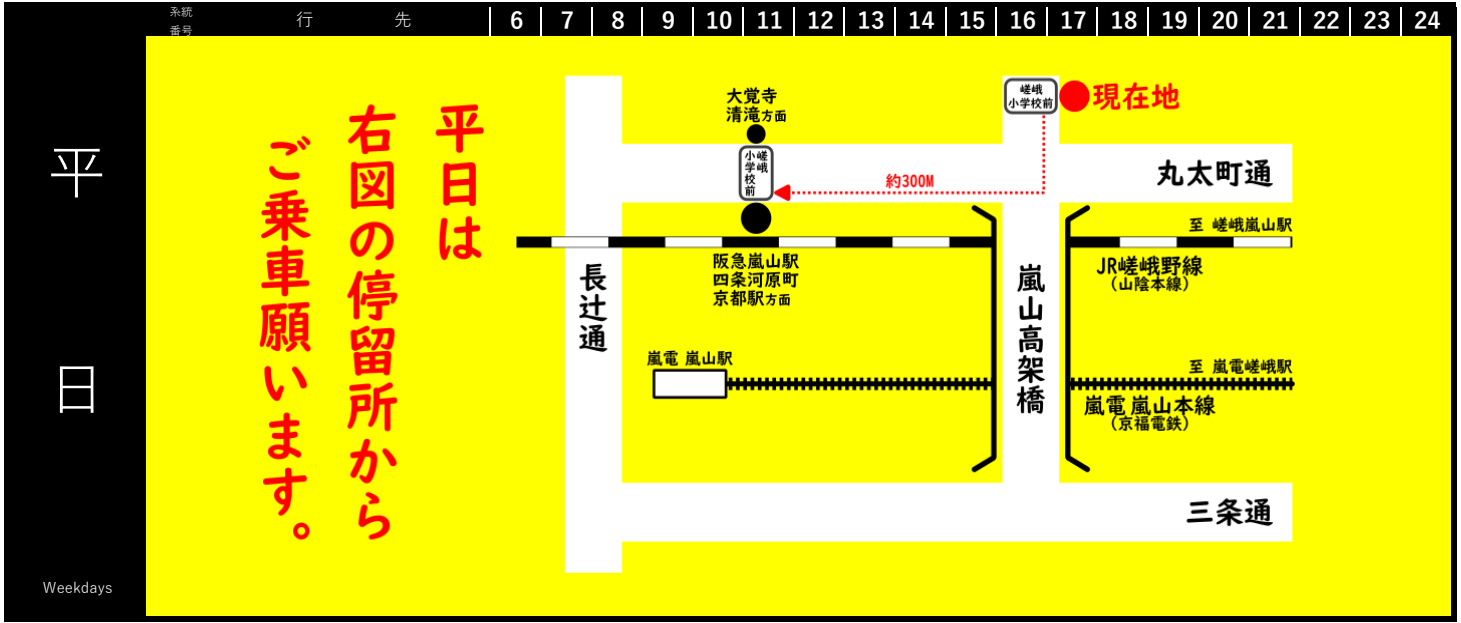 系統
番号
行 先
6 7 8 9 10 11 12 13 14 15 16 17 18 19 20 21 22 23 24
平日
Weekdays
平日は
右図の停留所から
ご乗車願います。
大覚寺
清滝方面
嵯峨
小学校前
嵯峨
小学校前
現在地
約300M
丸太町通
至 嵯峨嵐山駅
JR嵯峨野線
(山陰本線)
阪急嵐山駅
四条河原町
京都駅方面
長辻通
嵐山高架橋
嵐電 嵐山駅
至 嵐電嵯峨駅
嵐電 嵐山本線
(京福電鉄)
三条通